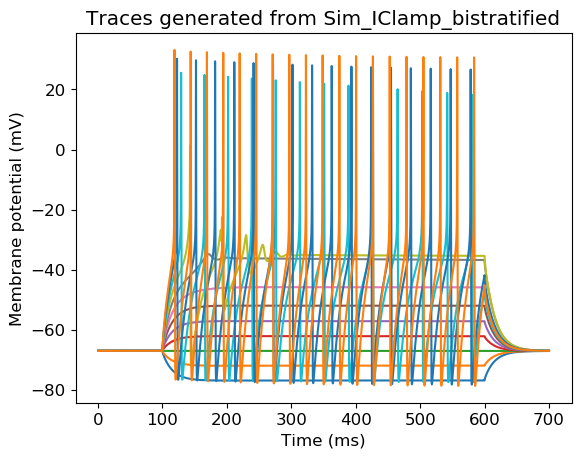 Traces generated from Sim_IClamp_bistratified
Membrane potential (mV)
20
0
−20
−40
−60
−80
0 100 200 300 400 500 600 700
Time (ms)